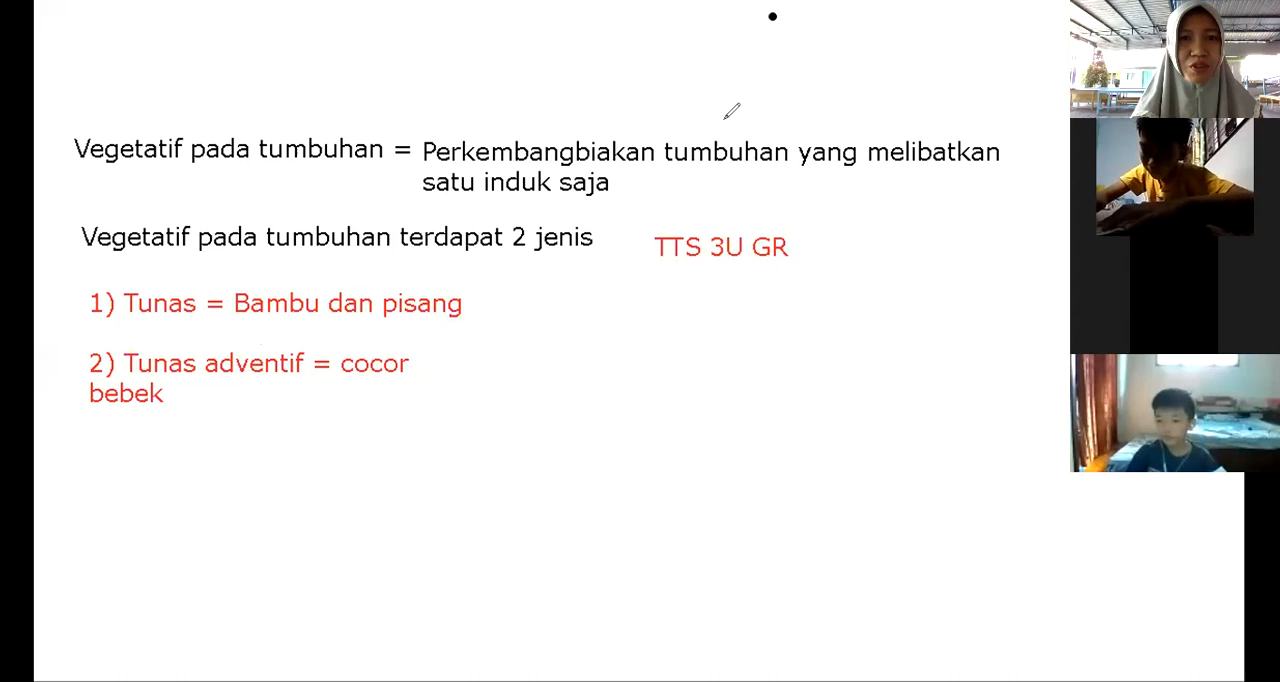 Vegetatif pada tumbuhan = Perkembangbiakan tumbuhan yang melibatkan
satu induk saja
Vegetatif pada tumbuhan terdapat 2 jenis
TTS 3U GR
1) Tunas = Bambu dan pisang
2) Tunas adventif = cocor
bebek